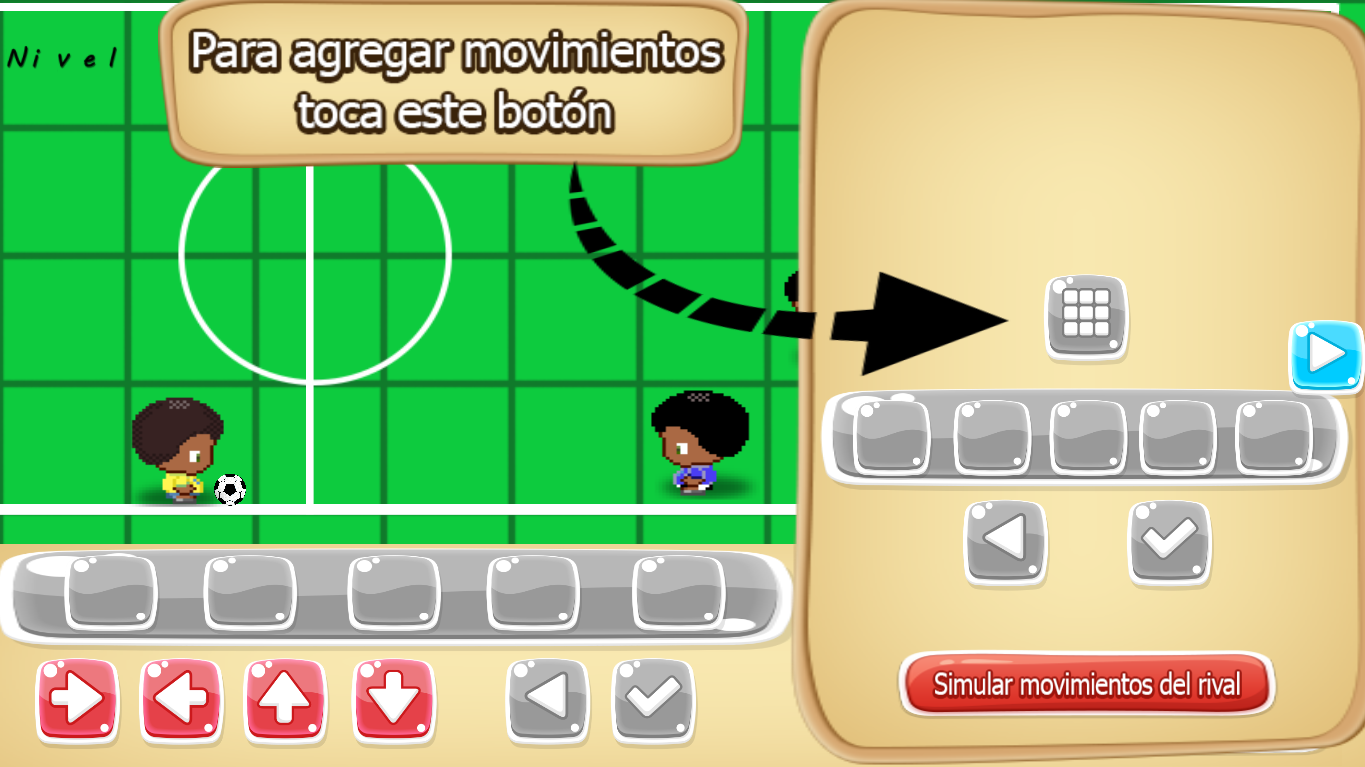 Nivel
Para agregar movimientos
toca este botón
Simular movimientos del rival